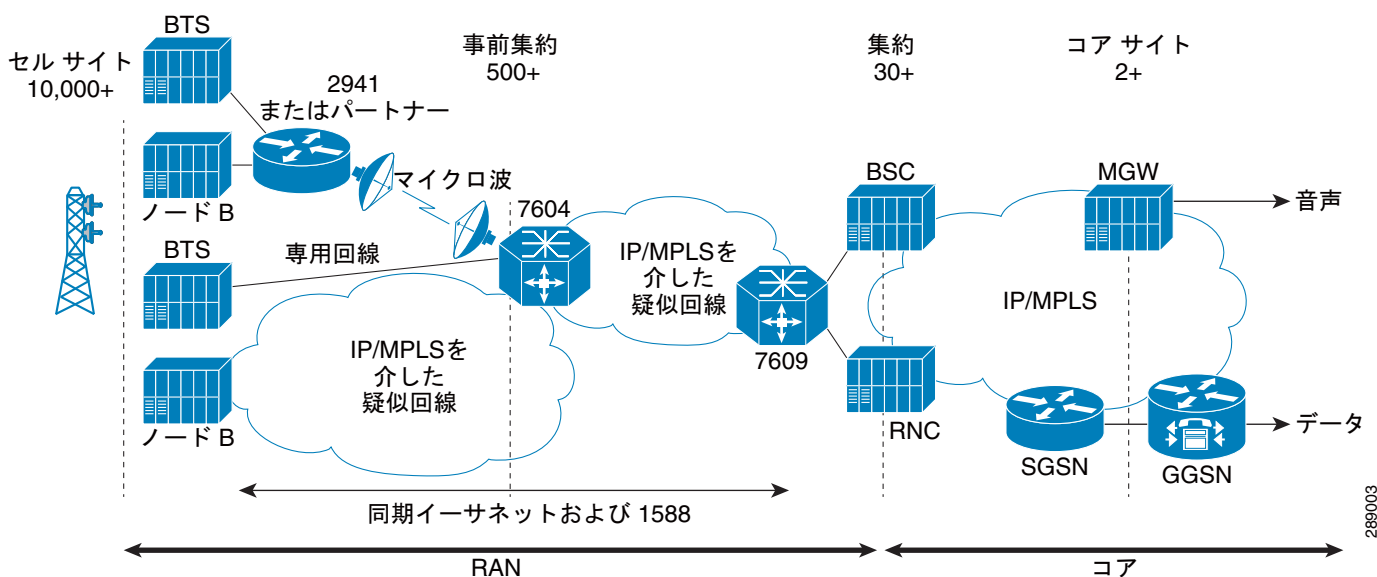 BTS
セル サイト
10,000+
事前集約
500+
集約
30+
コア サイト
2+
2941
またはパートナー
ノード B
マイクロ波
BSC
MGW
音声
7604
BTS
専用回線
IP/MPLSを
介した
疑似回線
IP/MPLS
7609
IP/MPLSを
介した
疑似回線
ノード B
RNC
データ
SGSN
GGSN
同期イーサネットおよび 1588
289003
RAN
コア